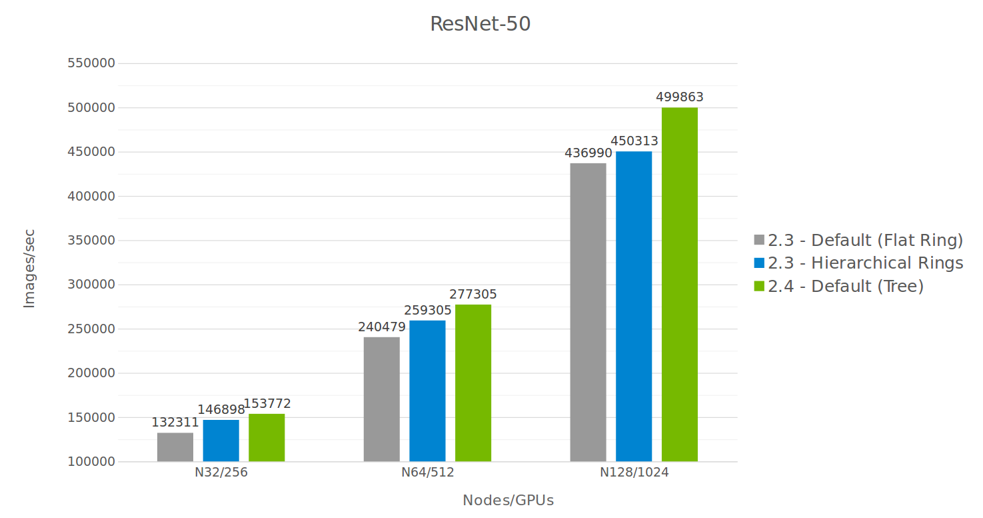 ResNet-50
550000
500000
450000
400000
350000
300000
250000
200000
150000
100000
Images/sec
132311 146898 153772
240479 259305 277305
436990 450313 499863
N32/256 N64/512 N128/1024
Nodes/GPUs
2.3 - Default (Flat Ring)
2.3 - Hierarchical Rings
2.4 - Default (Tree)